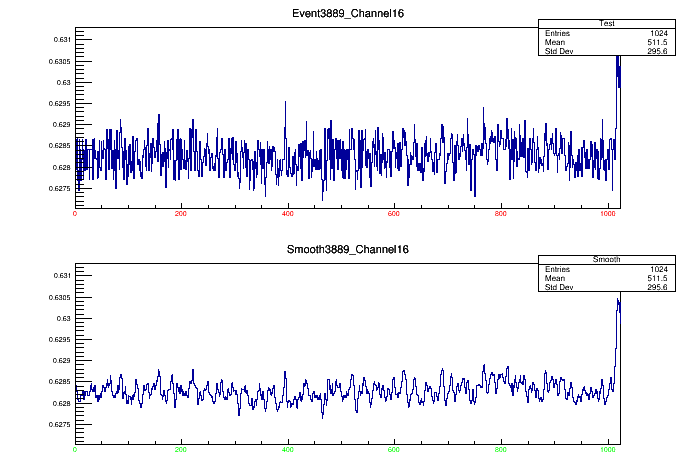 Event3889_Channel16
Test
Entries 1024
Mean 511.5
Std Dev 295.6
0.631
0.6305
0.63
0.6295
0.629
0.6285
0.628
0.6275
0 200 400 600 800 1000
Smooth3889_Channel16
Smooth
Entries 1024
Mean 511.5
Std Dev 295.6
0.631
0.6305
0.63
0.6295
0.629
0.6285
0.628
0.6275
0 200 400 600 800 1000